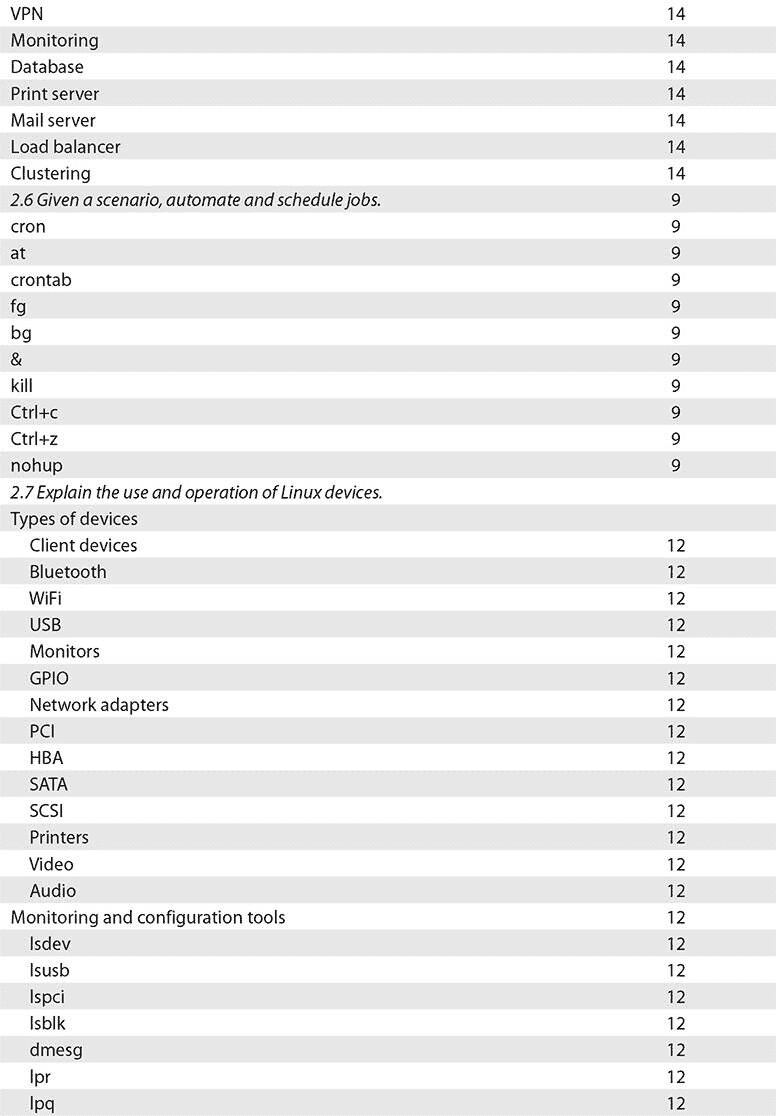 VPN 14
Monitoring 14
Database 14
Print server 14
Mail server 14
Load balancer 14
Clustering 14
2.6 Given a scenario, automate and schedule jobs. 9
cron 9
at 9
crontab 9
fg 9
bg 9
& 9
kill 9
Ctrl+c 9
Ctrl+z 9
nohup 9
2.7 Explain the use and operation of Linux devices.
Types of devices
Client devices 12
Bluetooth 12
WiFi 12
USB 12
Monitors 12
GPIO 12
Network adapters 12
PCI 12
HBA 12
SATA 12
SCSI 12
Printers 12
Video 12
Audio 12
Monitoring and configuration tools 12
lsdev 12
lsusb 12
lspci 12
lsblk 12
dmesg 12
lpr 12
lpq 12